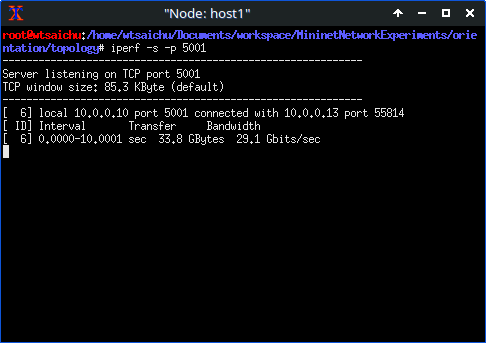 "Node: host1"
root@wtsaichu:/home/wtsaichu/Documents/workspace/MininetNetworkExperiments/orie
ntation/topology# iperf -s -p 5001
------------------------------------------------------------
Server listening on TCP port 5001
TCP window size: 85.3 KByte (default)
------------------------------------------------------------
[  6] local 10.0.0.10 port 5001 connected with 10.0.0.13 port 55814
[ ID] Interval       Transfer     Bandwidth
[  6] 0.0000-10.0001 sec  33.8 GBytes  29.1 Gbits/sec